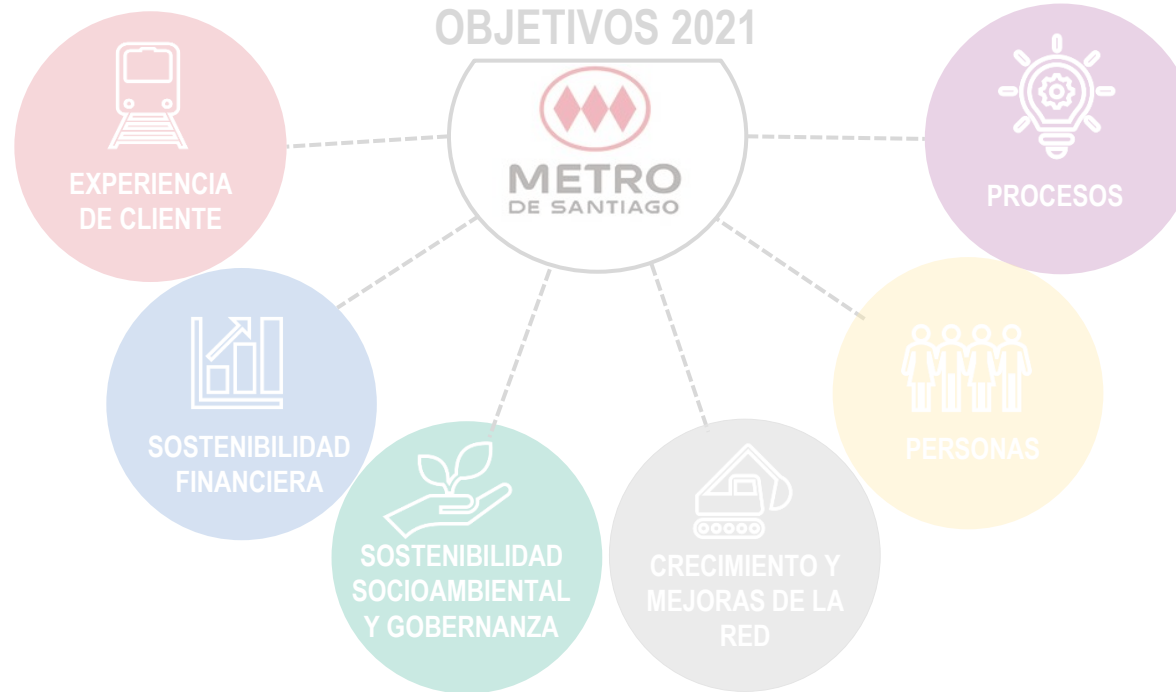 OBJETIVOS 2021
METRO
DE SANTIAGO
EXPERIENCIA
DE CLIENTE
SOSTENIBILIDAD
FINANCIERA
SOSTENIBILIDAD
SOCIOAMBIENTAL
Y GOBERNANZA
CRECIMIENTO Y
MEJORAS DE LA
RED
PERSONAS
PROCESOS